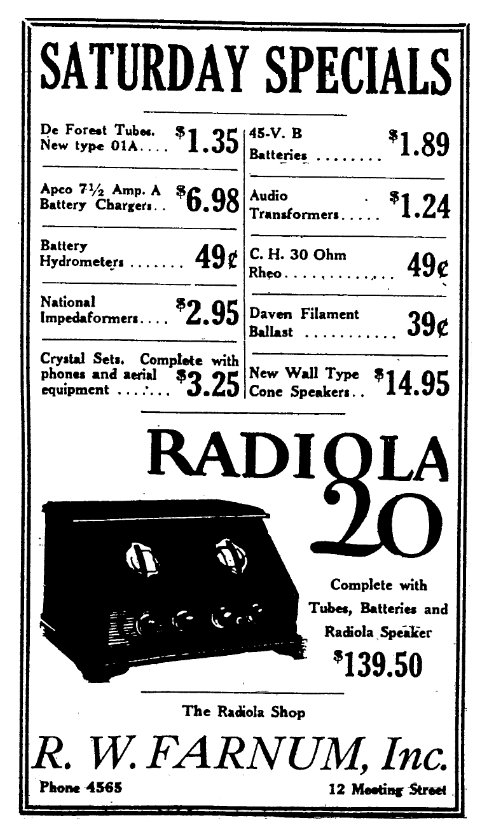 SATURDAY SPECIALS
De Forest Tubes.
New type 01A.... $1.35
Apco 7½ Amp. A
Battery Chargers.. $6.98
Battery
Hydrometers ....... 49¢
National
Impedaformers.... $2.95
Crystal Sets. Complete with
phones and aerial
equipment ....... $3.25
45-V. B
Batteries ........ $1.89
Audio
Transformers..... $1.24
C. H. 30 Ohm
Rheo............. 49¢
Daven Filament
Ballast ........... 39¢
New Wall Type
Cone Speakers.. $14.95
RADIOLA
20
Complete with
Tubes, Batteries and
Radiola Speaker
$139.50
The Radiola Shop
R. W. FARNUM, Inc.
Phone 4565 12 Meeting Street